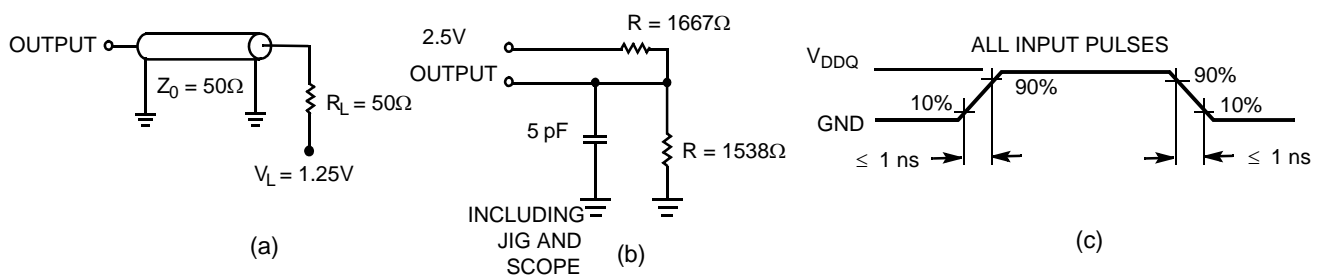 OUTPUT
Z0 = 50Ω
RL = 50Ω
VL = 1.25V
(a)
R = 1667Ω
2.5V
OUTPUT
5 pF
R = 1538Ω
INCLUDING
JIG AND
SCOPE
(b)
ALL INPUT PULSES
VDDQ
GND
10%
90%
90%
10%
≤ 1 ns
≤ 1 ns
(c)